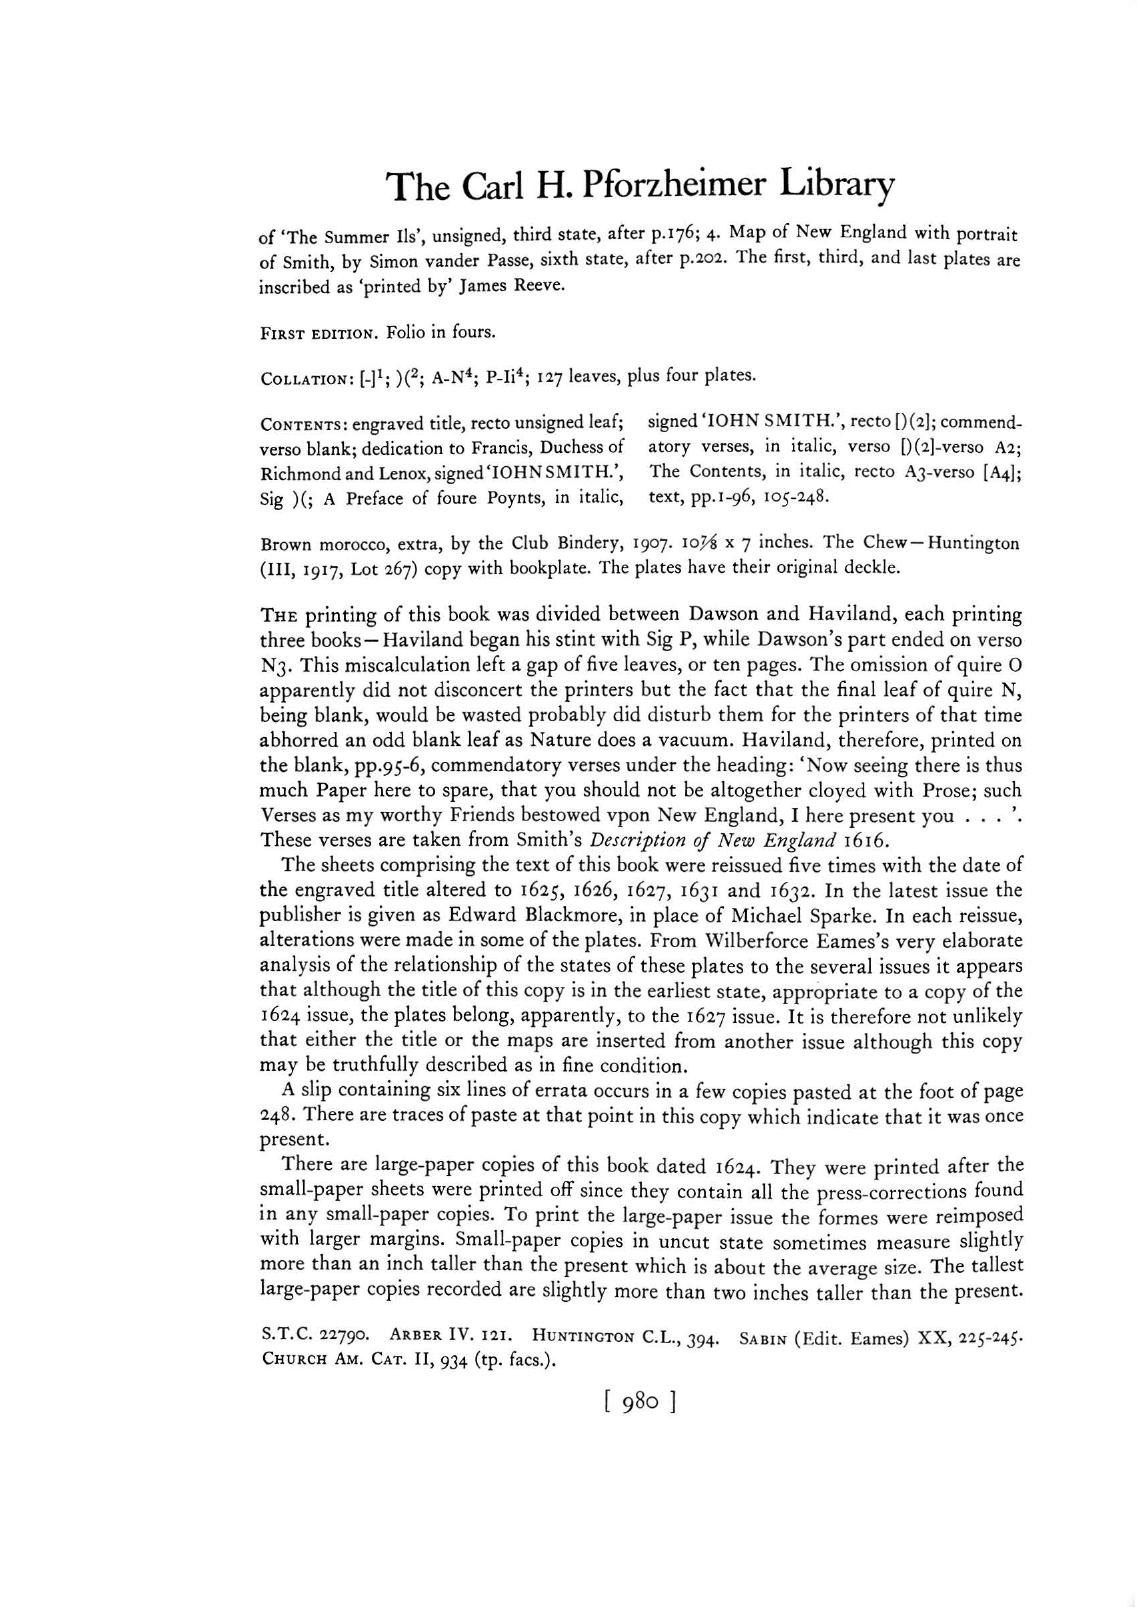 The Carl H. Pforzheimer Library
of ‘The Summer Ils’, unsigned, third state, after p.176; 4. Map of New England with portrait
of Smith, by Simon vander Passe, sixth state, after p.202. The first, third, and last plates are
inscribed as ‘printed by’ James Reeve.
FIRST EDITION. Folio in fours.
COLLATION: [-]¹; )(²; A-N⁴; P-Ii⁴; 127 leaves, plus four plates.
CONTENTS: engraved title, recto unsigned leaf;
verso blank; dedication to Francis, Duchess of
Richmond and Lenox, signed ‘IOHN SMITH.’,
Sig )(; A Preface of foure Poynts, in italic,
signed ‘IOHN SMITH.’, recto [)(2]; commend-
atory verses, in italic, verso [)(2]-verso A2;
The Contents, in italic, recto A3-verso [A4];
text, pp.1-96, 105-248.
Brown morocco, extra, by the Club Bindery, 1907. 10⅞ x 7 inches. The Chew—Huntington
(III, 1917, Lot 267) copy with bookplate. The plates have their original deckle.
THE printing of this book was divided between Dawson and Haviland, each printing
three books—Haviland began his stint with Sig P, while Dawson's part ended on verso
N3. This miscalculation left a gap of five leaves, or ten pages. The omission of quire O
apparently did not disconcert the printers but the fact that the final leaf of quire N,
being blank, would be wasted probably did disturb them for the printers of that time
abhorred an odd blank leaf as Nature does a vacuum. Haviland, therefore, printed on
the blank, pp.95-6, commendatory verses under the heading: ‘Now seeing there is thus
much Paper here to spare, that you should not be altogether cloyed with Prose; such
Verses as my worthy Friends bestowed vpon New England, I here present you . . . ’.
These verses are taken from Smith's Description of New England 1616.
The sheets comprising the text of this book were reissued five times with the date of
the engraved title altered to 1625, 1626, 1627, 1631 and 1632. In the latest issue the
publisher is given as Edward Blackmore, in place of Michael Sparke. In each reissue,
alterations were made in some of the plates. From Wilberforce Eames's very elaborate
analysis of the relationship of the states of these plates to the several issues it appears
that although the title of this copy is in the earliest state, appropriate to a copy of the
1624 issue, the plates belong, apparently, to the 1627 issue. It is therefore not unlikely
that either the title or the maps are inserted from another issue although this copy
may be truthfully described as in fine condition.
A slip containing six lines of errata occurs in a few copies pasted at the foot of page
248. There are traces of paste at that point in this copy which indicate that it was once
present.
There are large-paper copies of this book dated 1624. They were printed after the
small-paper sheets were printed off since they contain all the press-corrections found
in any small-paper copies. To print the large-paper issue the formes were reimposed
with larger margins. Small-paper copies in uncut state sometimes measure slightly
more than an inch taller than the present which is about the average size. The tallest
large-paper copies recorded are slightly more than two inches taller than the present.
S.T.C. 22790. ARBER IV. 121. HUNTINGTON C.L., 394. SABIN (Edit. Eames) XX, 225-245.
CHURCH AM. CAT. II, 934 (tp. facs.).
[ 980 ]